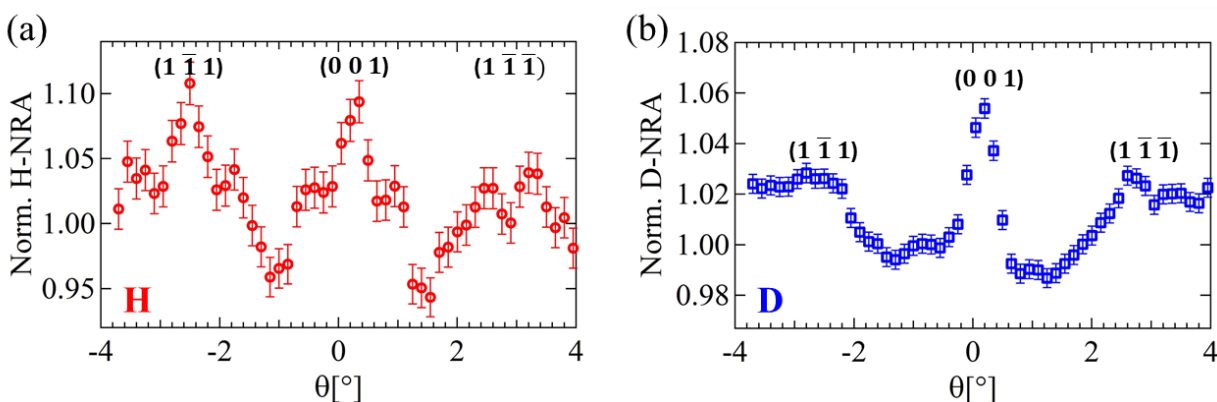 (a)
(1 1̅ 1)
(0 0 1)
(1 1̅ 1̅)
Norm. H-NRA
1.10
1.05
1.00
0.95
H
-4
-2
0
2
4
θ[°]
(b)
1.08
1.06
1.04
1.02
1.00
0.98
Norm. D-NRA
(0 0 1)
(1 1̅ 1)
(1 1̅ 1̅)
D
-4
-2
0
2
4
θ[°]